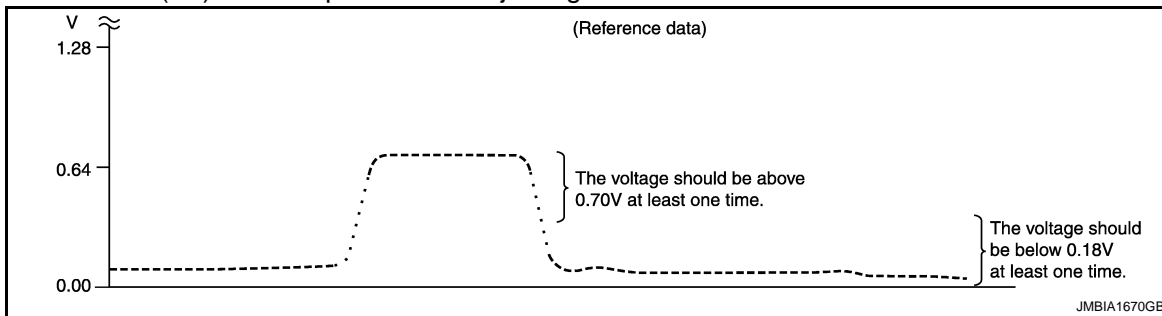 V
(Reference data)
1.28
0.64
The voltage should be above
0.70V at least one time.
The voltage should
be below 0.18V
at least one time.
0.00
JMBIA1670GB